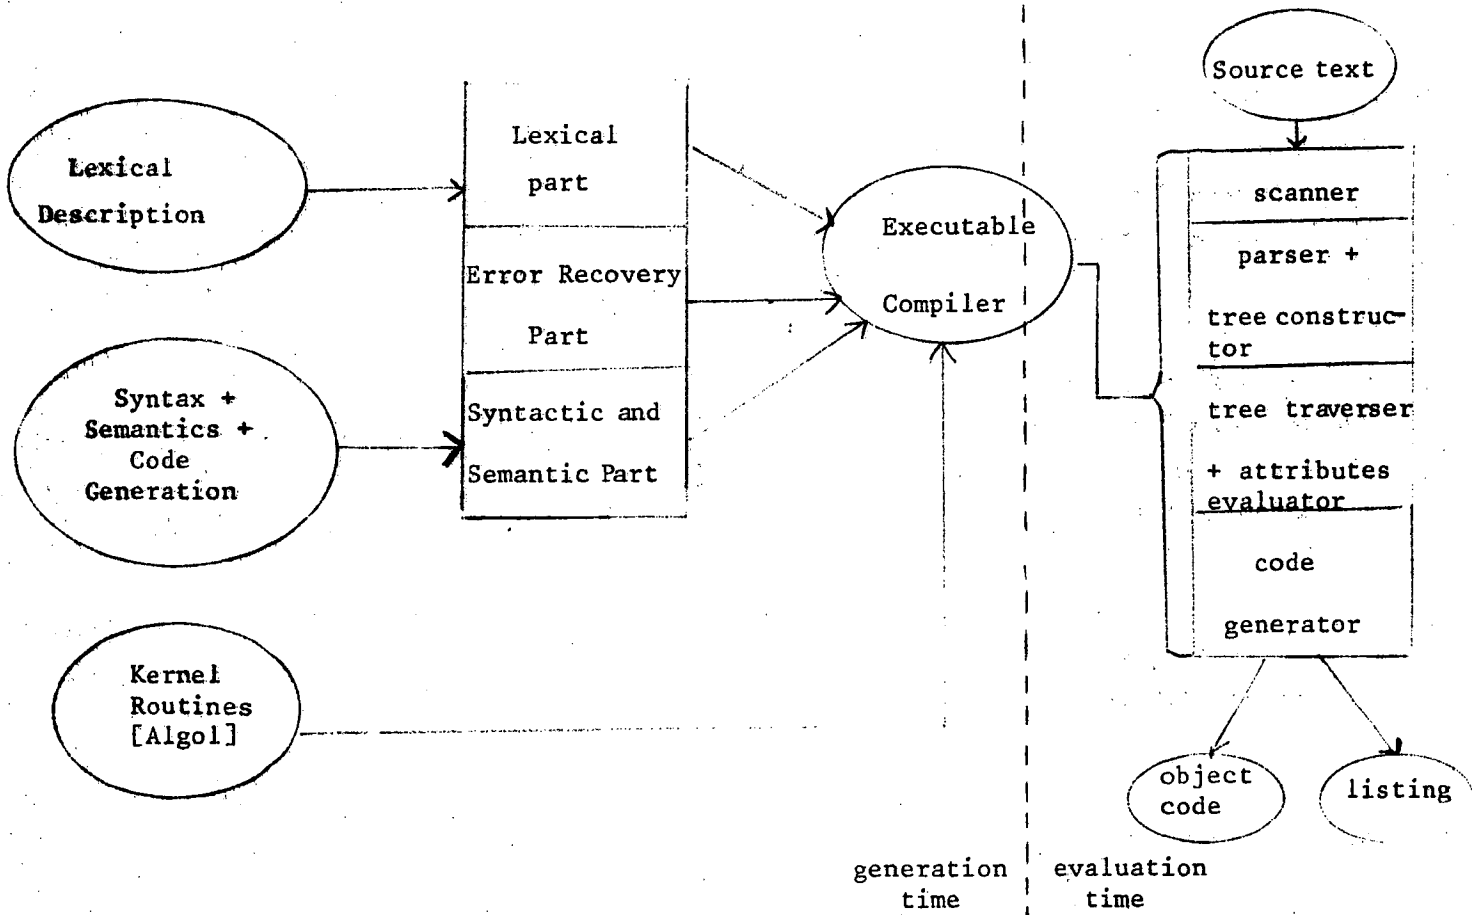 Lexical
Description
Syntax +
Semantics +
Code
Generation
Kernel
Routines
[Algol]
Lexical
part
Error Recovery
Part
Syntactic and
Semantic Part
Executable
Compiler
Source text
scanner
parser +
tree construc-
tor
tree traverser
+ attributes
evaluator
code
generator
object
code
listing
generation
time
evaluation
time